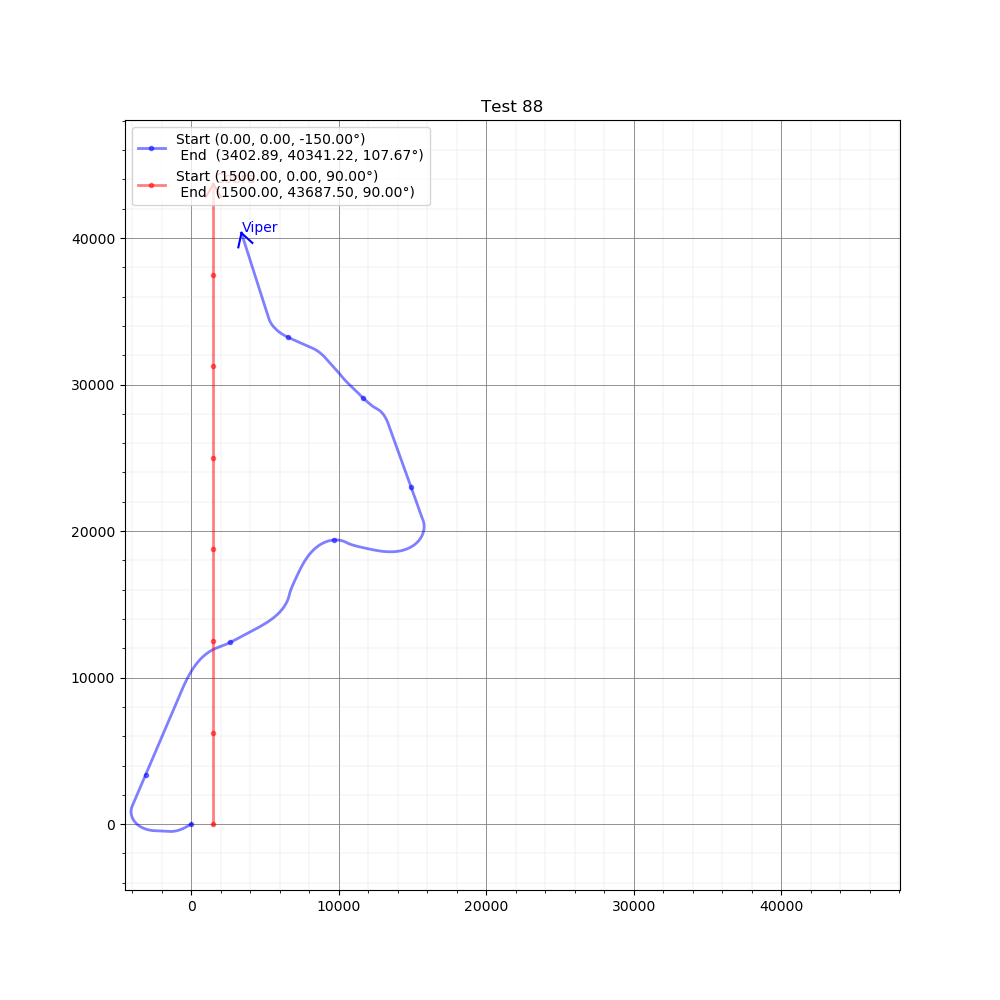 Test 88
Start (0.00, 0.00, -150.00°)
End (3402.89, 40341.22, 107.67°)
Start (1500.00, 0.00, 90.00°)
End (1500.00, 43687.50, 90.00°)
Viper
40000
30000
20000
10000
0
0 10000 20000 30000 40000